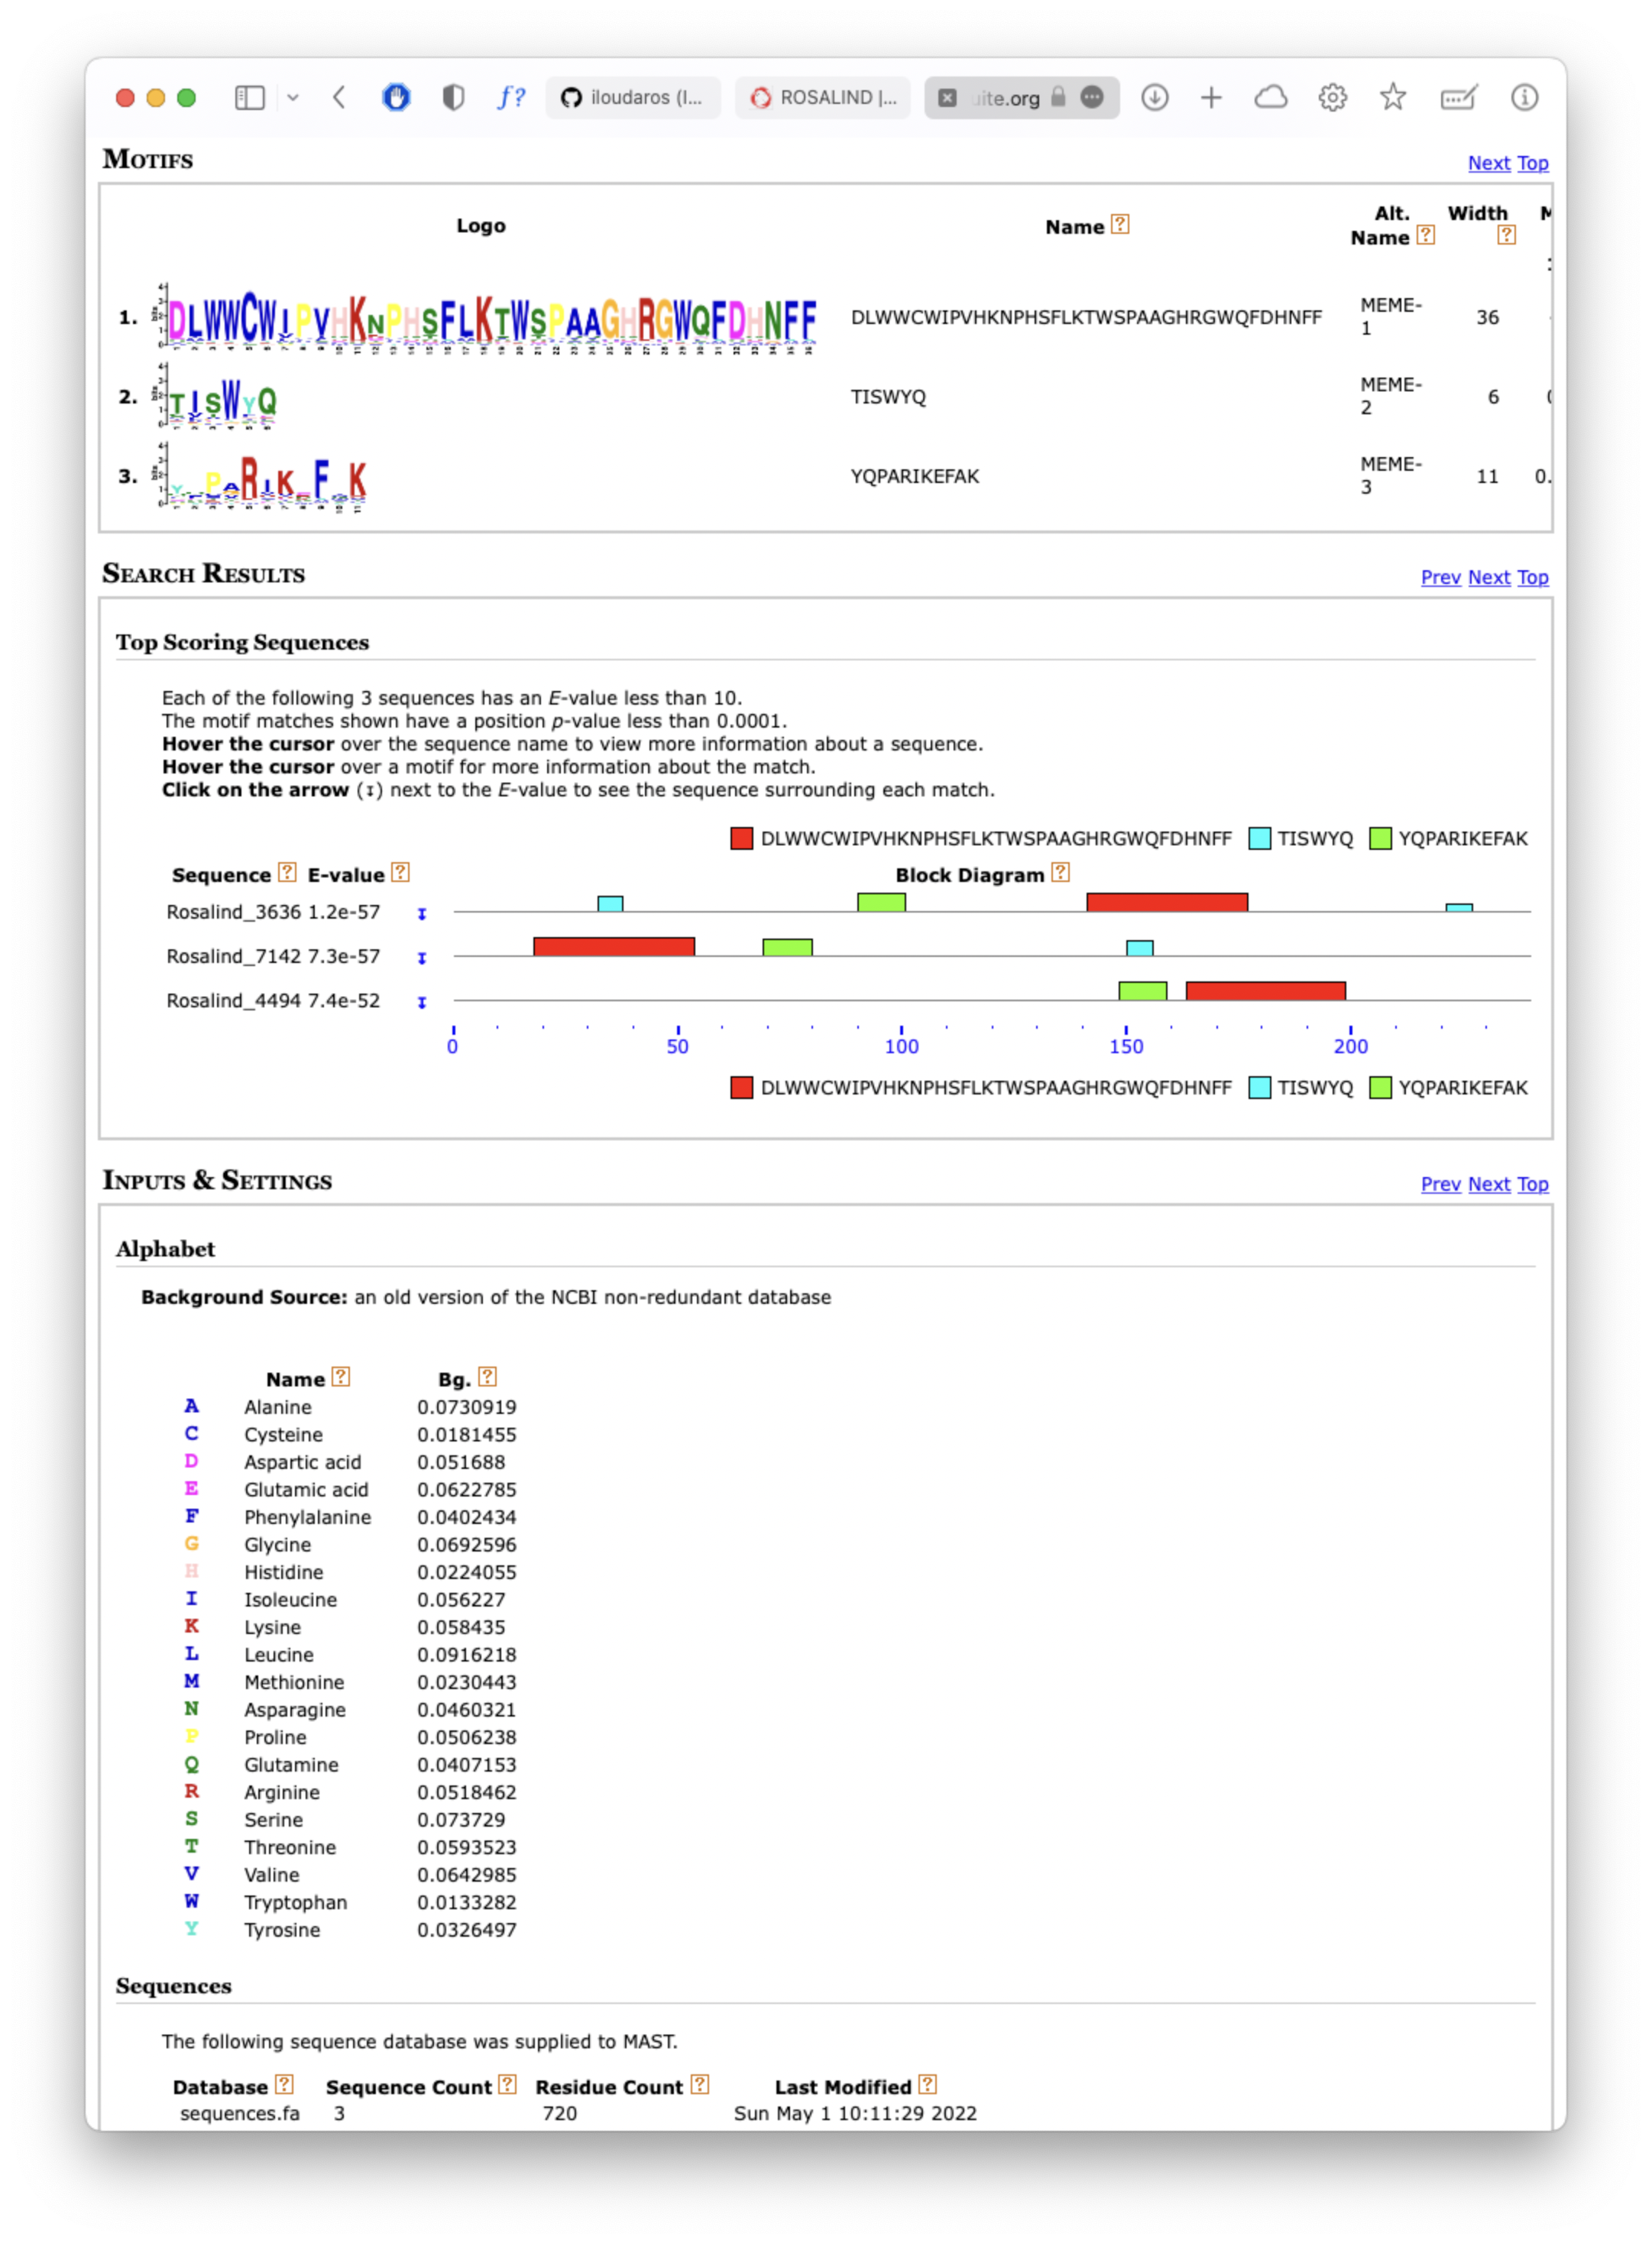 iloudaros (I...
ROSALIND |...
uite.org
MOTIFS
Next Top
Logo
Name ?
Alt. Name ?
Width ?
1.
DLWWCWIPVHKNPHSFLKTWSPAAGHRGWQFDHNFF
DLWWCWIPVHKNPHSFLKTWSPAAGHRGWQFDHNFF
MEME-
1
36
2.
TISWYQ
TISWYQ
MEME-
2
6
3.
YQPARIKEFAK
MEME-
3
11
0.
SEARCH RESULTS
Prev Next Top
Top Scoring Sequences
Each of the following 3 sequences has an E-value less than 10.
The motif matches shown have a position p-value less than 0.0001.
Hover the cursor over the sequence name to view more information about a sequence.
Hover the cursor over a motif for more information about the match.
Click on the arrow (↧) next to the E-value to see the sequence surrounding each match.
DLWWCWIPVHKNPHSFLKTWSPAAGHRGWQFDHNFF TISWYQ YQPARIKEFAK
Sequence ? E-value ? Block Diagram ?
Rosalind_3636 1.2e-57 ↧
Rosalind_7142 7.3e-57 ↧
Rosalind_4494 7.4e-52 ↧
0 50 100 150 200
DLWWCWIPVHKNPHSFLKTWSPAAGHRGWQFDHNFF TISWYQ YQPARIKEFAK
INPUTS & SETTINGS
Prev Next Top
Alphabet
Background Source: an old version of the NCBI non-redundant database
Name ? Bg. ?
A Alanine 0.0730919
C Cysteine 0.0181455
D Aspartic acid 0.051688
E Glutamic acid 0.0622785
F Phenylalanine 0.0402434
G Glycine 0.0692596
H Histidine 0.0224055
I Isoleucine 0.056227
K Lysine 0.058435
L Leucine 0.0916218
M Methionine 0.0230443
N Asparagine 0.0460321
P Proline 0.0506238
Q Glutamine 0.0407153
R Arginine 0.0518462
S Serine 0.073729
T Threonine 0.0593523
V Valine 0.0642985
W Tryptophan 0.0133282
Y Tyrosine 0.0326497
Sequences
The following sequence database was supplied to MAST.
Database ? Sequence Count ? Residue Count ? Last Modified ?
sequences.fa 3 720 Sun May 1 10:11:29 2022